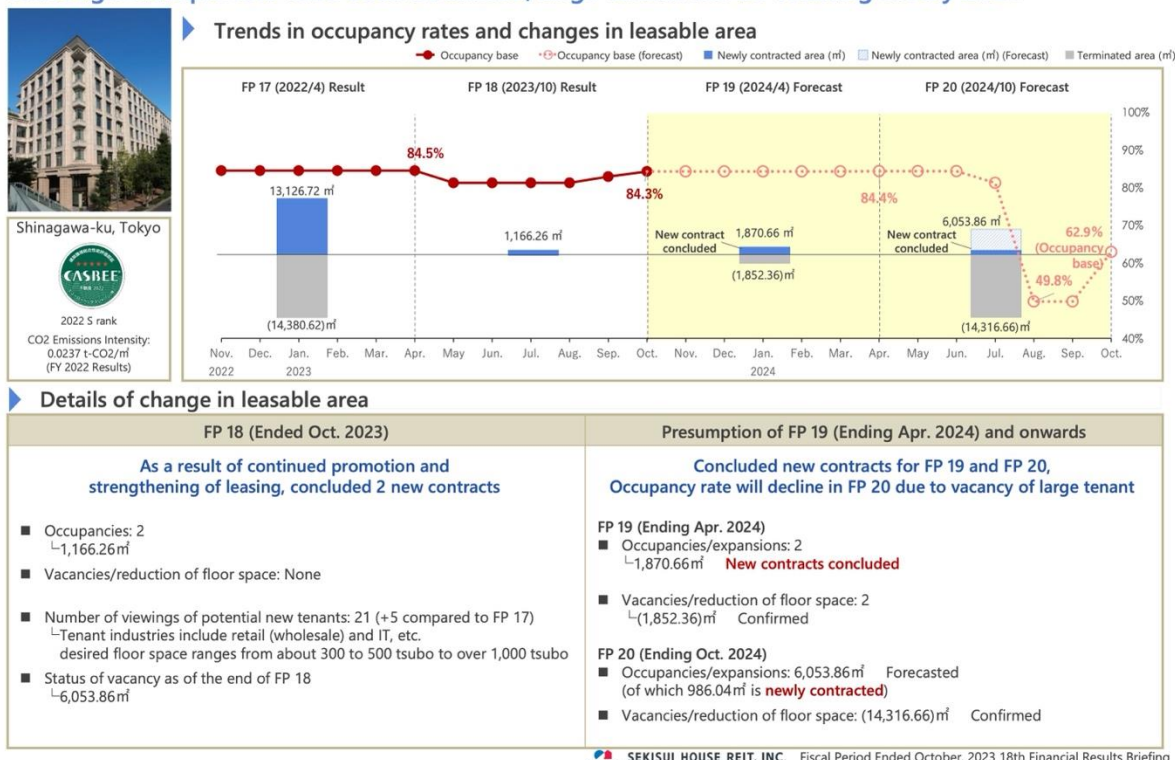 Trends in occupancy rates and changes in leasable area
Occupancy base Occupancy base (forecast) Newly contracted area (㎡) Newly contracted area (㎡) (Forecast) Terminated area (㎡)
FP 17 (2022/4) Result FP 18 (2023/10) Result FP 19 (2024/4) Forecast FP 20 (2024/10) Forecast
100%
90%
80%
70%
60%
50%
40%
84.5%
84.3%
84.4%
13,126.72 ㎡
(14,380.62)㎡
1,166.26 ㎡
New contract
concluded
1,870.66 ㎡
(1,852.36)㎡
New contract
concluded
6,053.86 ㎡
(14,316.66)㎡
62.9%
(Occupancy
base)
49.8%
Nov. Dec. Jan. Feb. Mar. Apr. May Jun. Jul. Aug. Sep. Oct. Nov. Dec. Jan. Feb. Mar. Apr. May Jun. Jul. Aug. Sep. Oct.
2022 2023 2024
Shinagawa-ku, Tokyo
CASBEE
2022 S rank
CO2 Emissions Intensity:
0.0237 t-CO2/㎡
(FY 2022 Results)
Details of change in leasable area
FP 18 (Ended Oct. 2023)
As a result of continued promotion and
strengthening of leasing, concluded 2 new contracts
■ Occupancies: 2
└1,166.26㎡
■ Vacancies/reduction of floor space: None
■ Number of viewings of potential new tenants: 21 (+5 compared to FP 17)
└Tenant industries include retail (wholesale) and IT, etc.
desired floor space ranges from about 300 to 500 tsubo to over 1,000 tsubo
■ Status of vacancy as of the end of FP 18
└6,053.86㎡
Presumption of FP 19 (Ending Apr. 2024) and onwards
Concluded new contracts for FP 19 and FP 20,
Occupancy rate will decline in FP 20 due to vacancy of large tenant
FP 19 (Ending Apr. 2024)
■ Occupancies/expansions: 2
└1,870.66㎡ New contracts concluded
■ Vacancies/reduction of floor space: 2
└(1,852.36)㎡ Confirmed
FP 20 (Ending Oct. 2024)
■ Occupancies/expansions: 6,053.86㎡ Forecasted
(of which 986.04㎡ is newly contracted)
■ Vacancies/reduction of floor space: (14,316.66)㎡ Confirmed
SEKISUI HOUSE REIT, INC. Fiscal Period Ended October, 2023 18th Financial Results Briefing